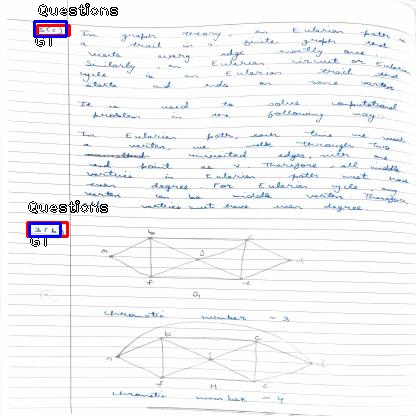 Questions
1(c)
GT
In graph theory, an Eulerian path is
a trail in a finite graph that
visits every edge exactly once.
Similarly, an Eulerian circuit or Euler
cycle is an Eulerian trail that
starts and ends on same vertex
It is used to solve computational
problem in the following way.
In Eulerian path, each time we visit
a vertex, we walk through two
unvisited edges, with one
end point as v. Therefore, all middle
vertices in Eulerian path must have
even degree. For Eulerian cycle, any
vertex can be middle vertex. Therefore,
vertices must have even degree
Questions
2(b)
GT
b c
a g d
f e
G
chromatic number = 3
b c
a d
f H e
chromatic number = 4